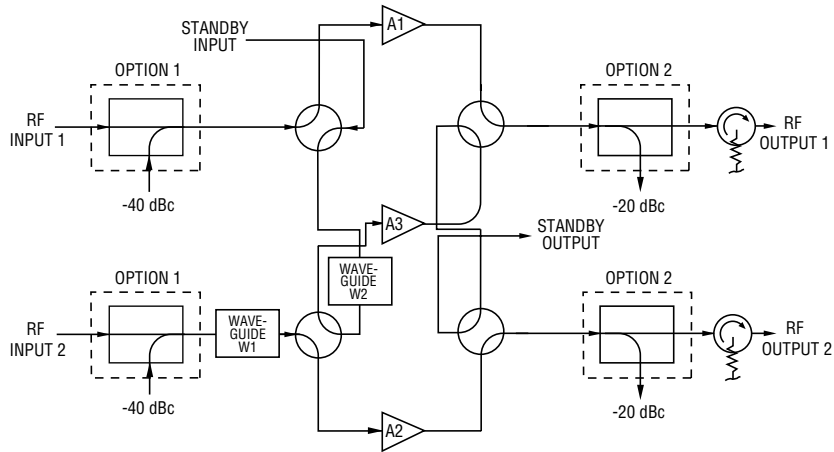 A1
STANDBY
INPUT
OPTION 1
OPTION 2
RF
INPUT 1
RF
OUTPUT 1
-40 dBc
-20 dBc
A3
STANDBY
OUTPUT
OPTION 1
WAVE-
GUIDE
W2
OPTION 2
RF
INPUT 2
WAVE-
GUIDE
W1
RF
OUTPUT 2
-40 dBc
-20 dBc
A2